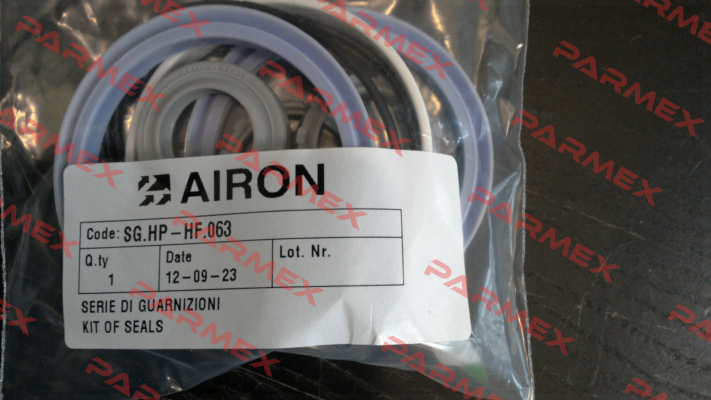 AIRON
Code: SG.HP-HF.063
Q.ty 1
Date 12-09-23
Lot. Nr.
SERIE DI GUARNIZIONI
KIT OF SEALS
PARMEX